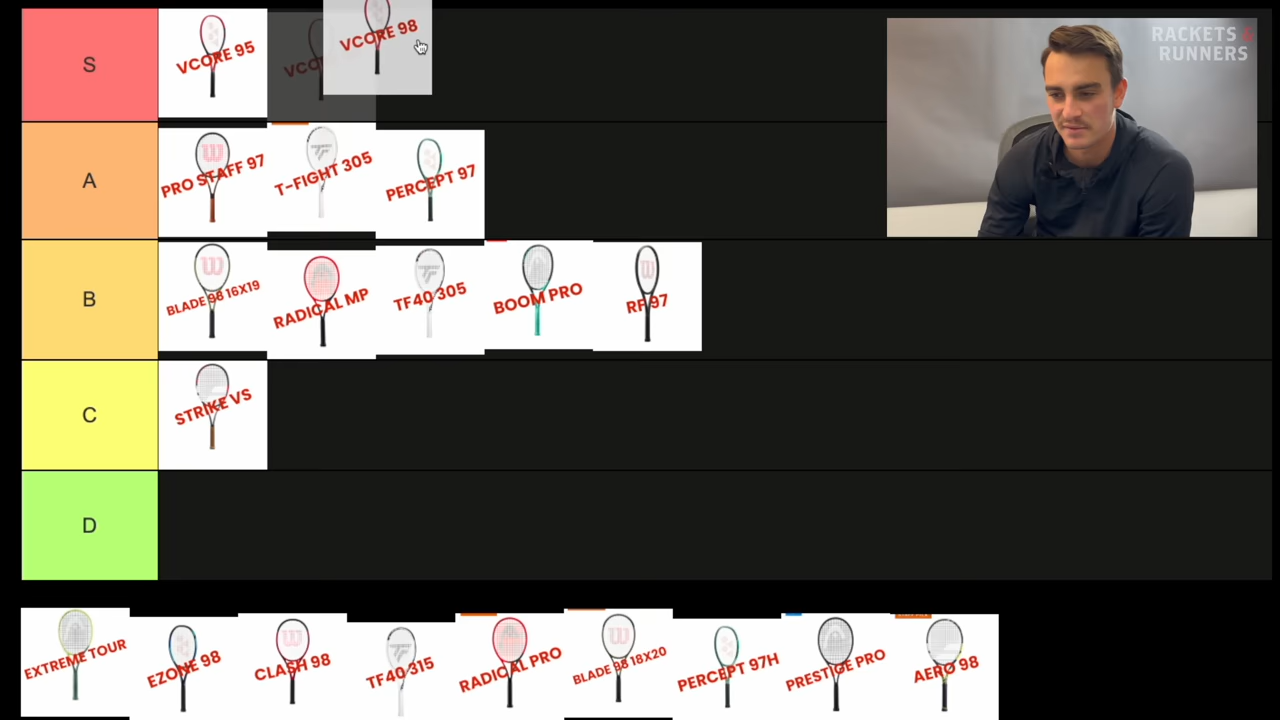 S
VCORE 95
VCO
VCORE 98
RACKETS &
RUNNERS
A
PRO STAFF 97
T-FIGHT 305
PERCEPT 97
B
BLADE 98 16X19
RADICAL MP
TF40 305
BOOM PRO
RF 97
C
STRIKE VS
D
EXTREME TOUR
EZONE 98
CLASH 98
TF40 315
RADICAL PRO
BLADE 98 18X20
PERCEPT 97H
PRESTIGE PRO
AERO 98